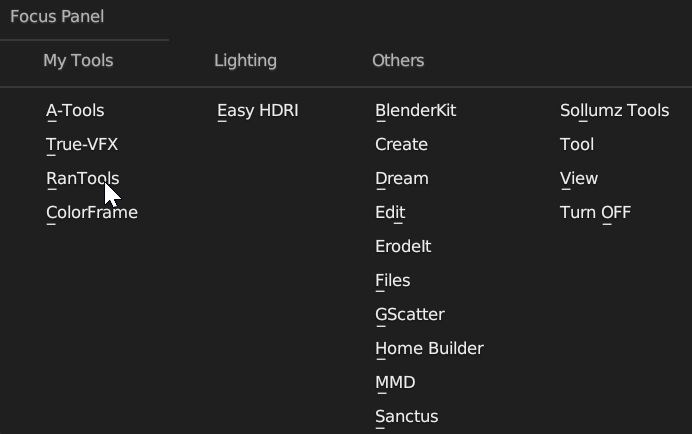 Focus Panel
My Tools
Lighting
Others
A-Tools
True-VFX
RanTools
ColorFrame
Easy HDRI
BlenderKit
Create
Dream
Edit
ErodeIt
Files
GScatter
Home Builder
MMD
Sanctus
Sollumz Tools
Tool
View
Turn OFF